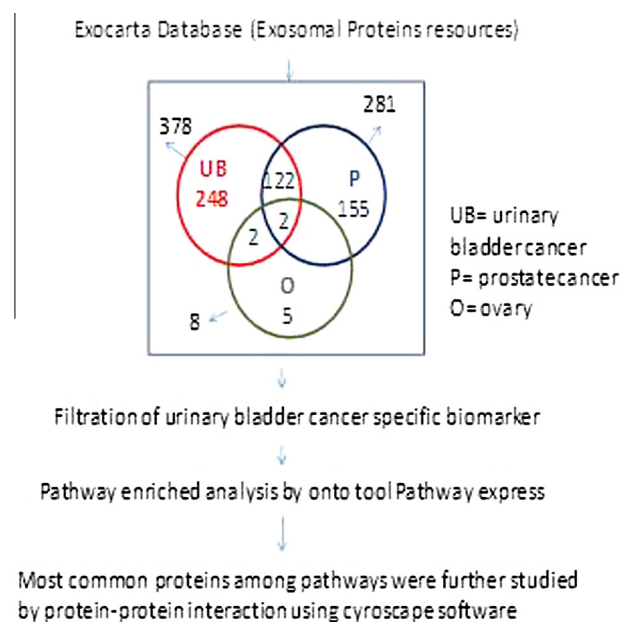 Exocarta Database (Exosomal Proteins resources)
281
378
UB
122
P
248
155
2
2
O
8
5
UB= urinary
bladdercancer
P= prostatecancer
O=ovary
Filtration of urinary bladder cancer specific biomarker
Pathway enriched analysis by onto tool Pathway express
Most common proteins among pathways were further studied
by protein-protein interaction using cyroscape software